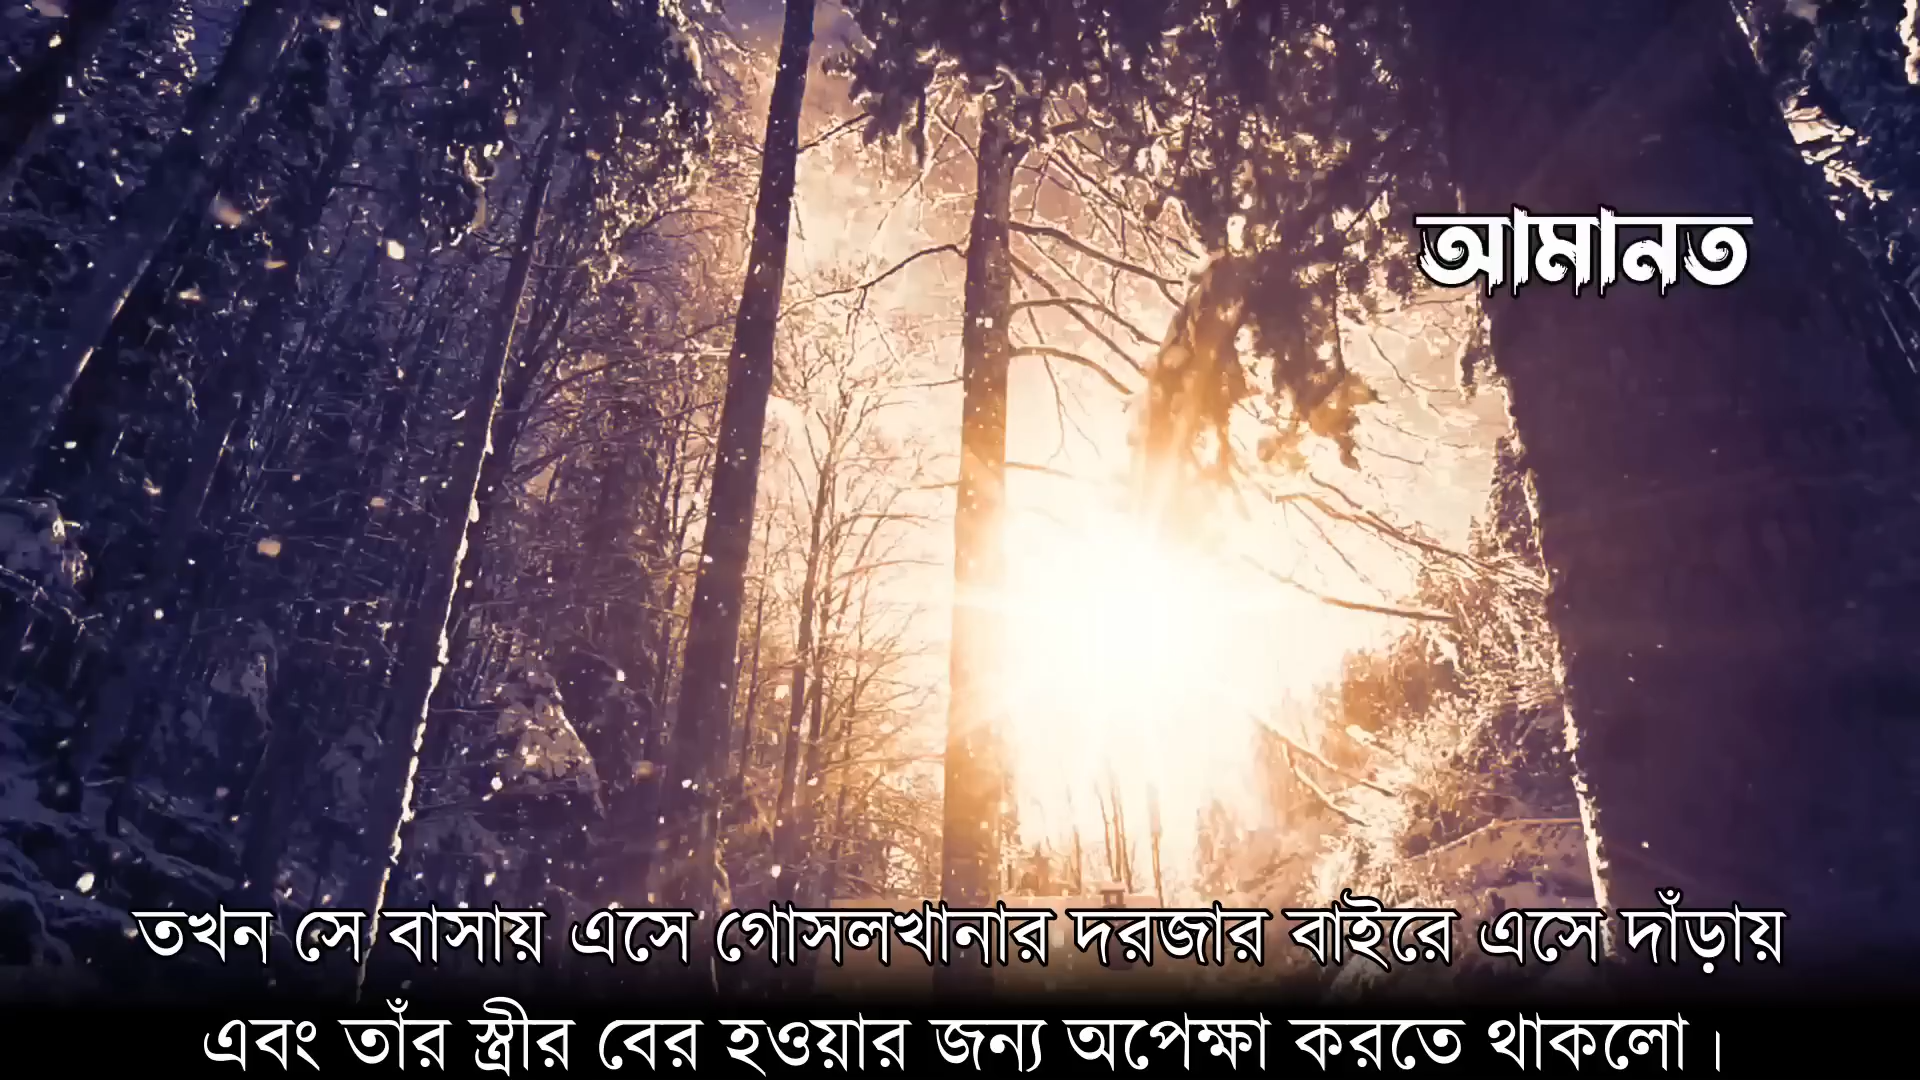 আমানত
তখন সে বাসায় এসে গোসলখানার দরজার বাইরে এসে দাঁড়ায়
এবং তাঁর স্ত্রীর বের হওয়ার জন্য অপেক্ষা করতে থাকলো।